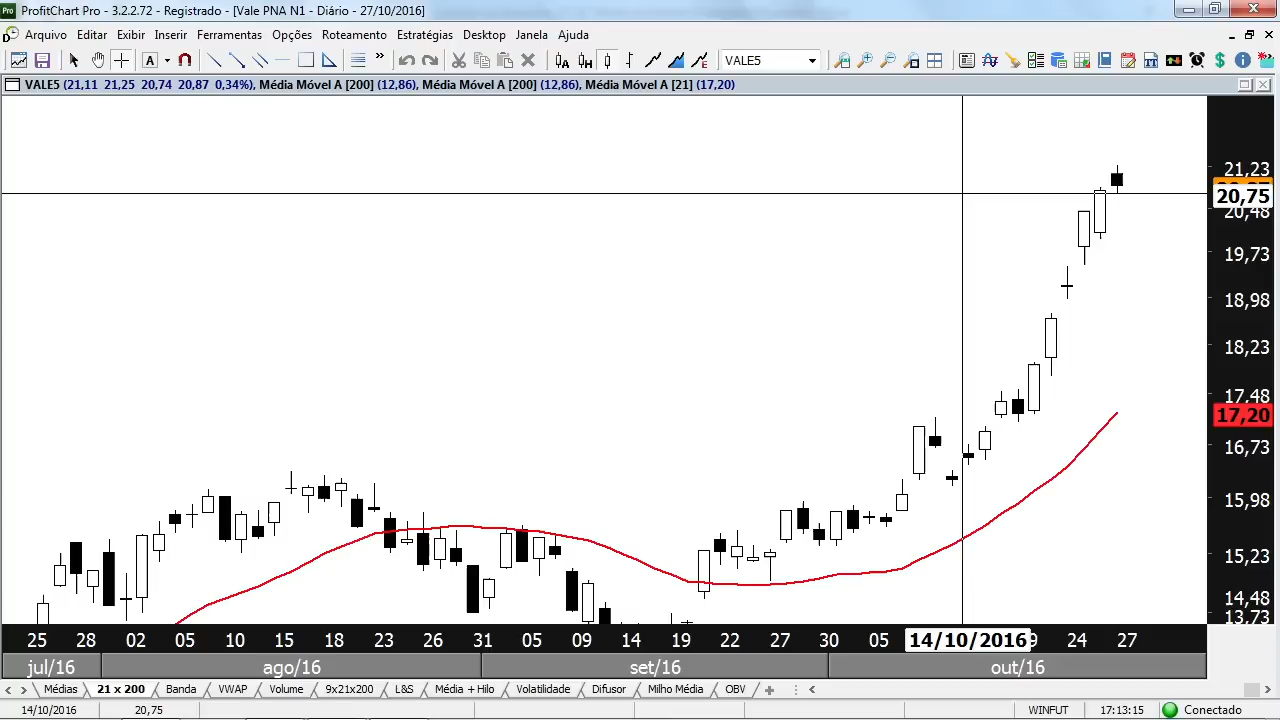 ProfitChart Pro - 3.2.2.72 - Registrado - [Vale PNA N1 - Diário - 27/10/2016]
Arquivo Editar Exibir Inserir Ferramentas Opções Roteamento Estratégias Desktop Janela Ajuda
VALE5
VALE5 (21,11 21,25 20,74 20,87 0,34%), Média Móvel A [200] (12,86), Média Móvel A [200] (12,86), Média Móvel A [21] (17,20)
21,23
20,75
20,48
19,73
18,98
18,23
17,48
17,20
16,73
15,98
15,23
14,48
13,73
25 28 02 05 10 15 18 23 26 31 05 09 14 19 22 27 30 05 14/10/2016 24 27
jul/16 ago/16 set/16 out/16
Médias 21 x 200 Banda VWAP Volume 9x21x200 L&S Média + Hilo Volatilidade Difusor Milho Média OBV
14/10/2016 20,75 WINFUT 17:13:15 Conectado